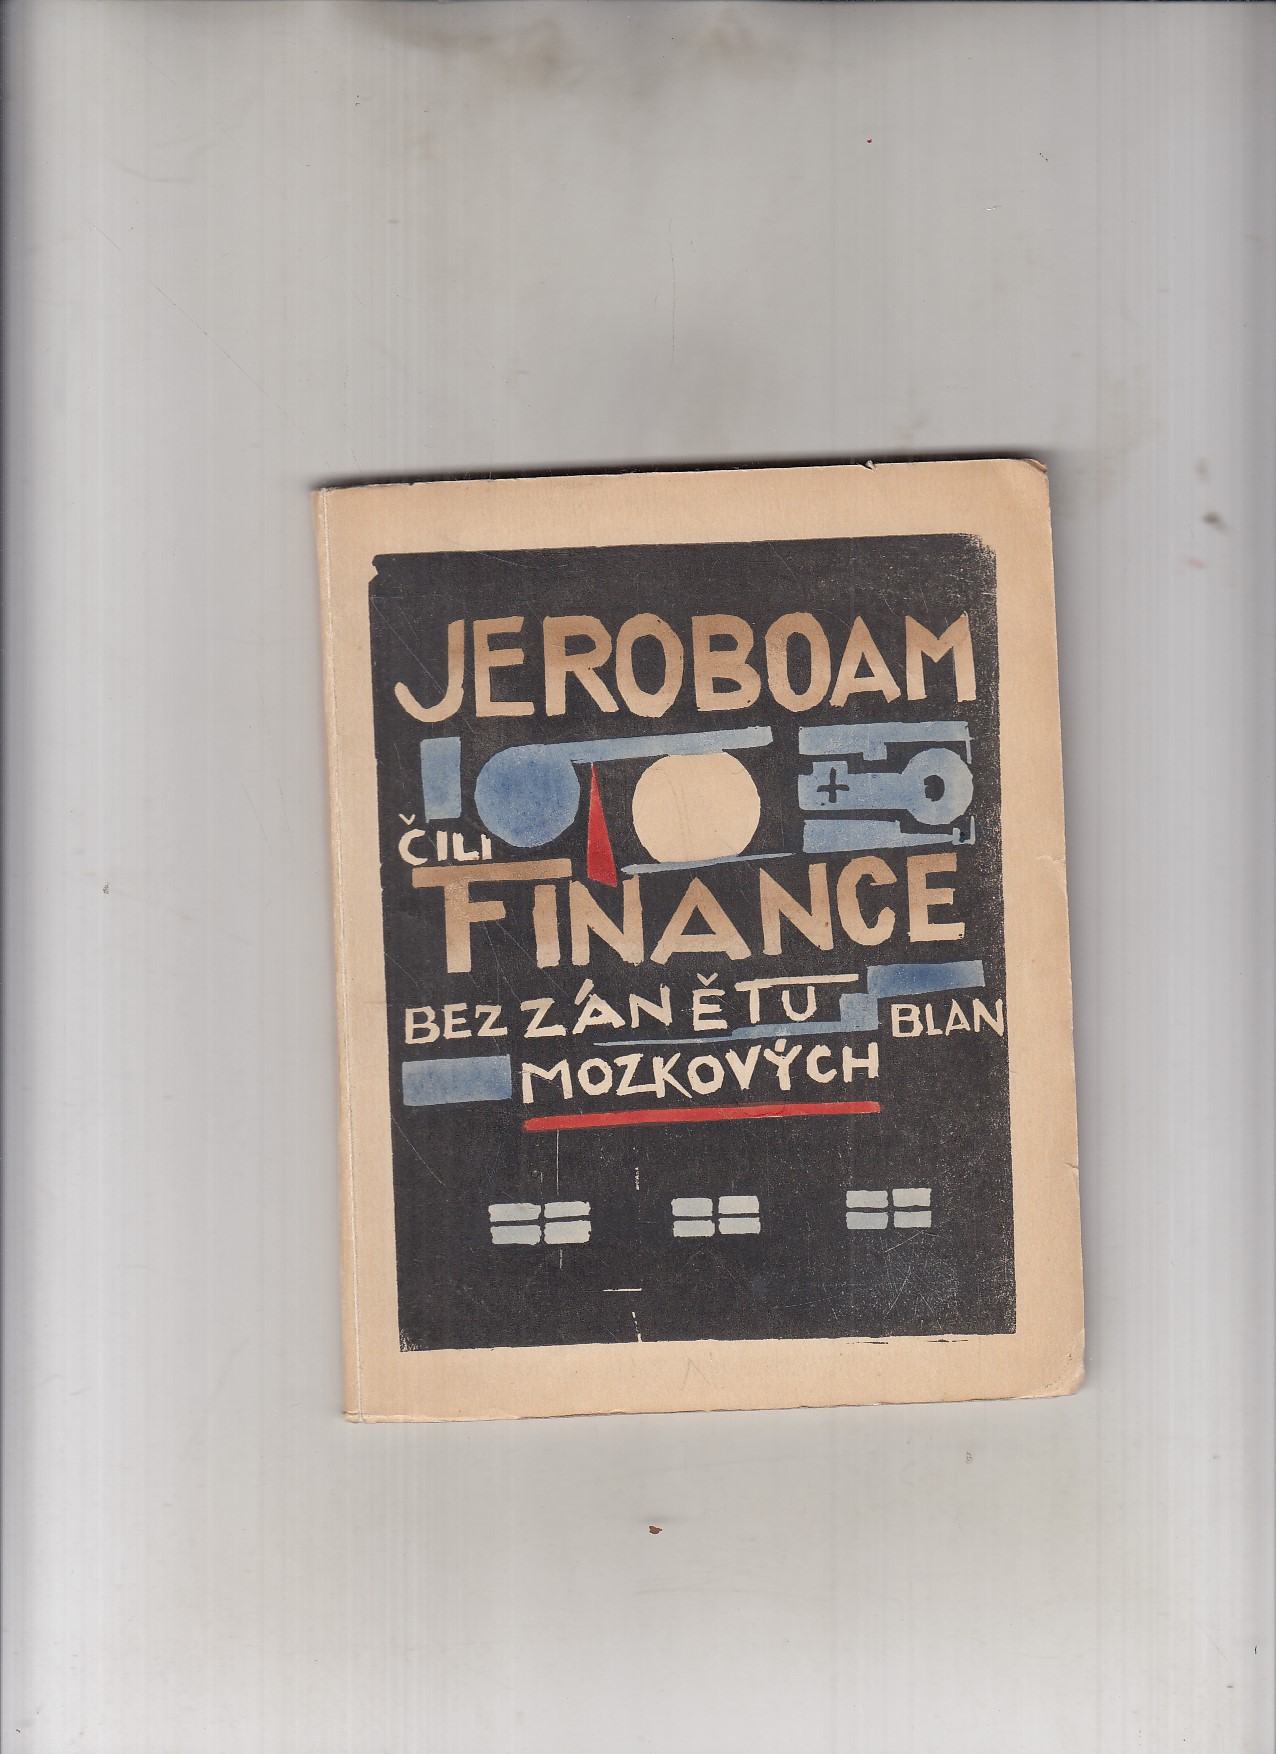 JEROBOAM
ČILI
FINANCE
BEZ ZÁNĚTU BLAN
MOZKOVÝCH